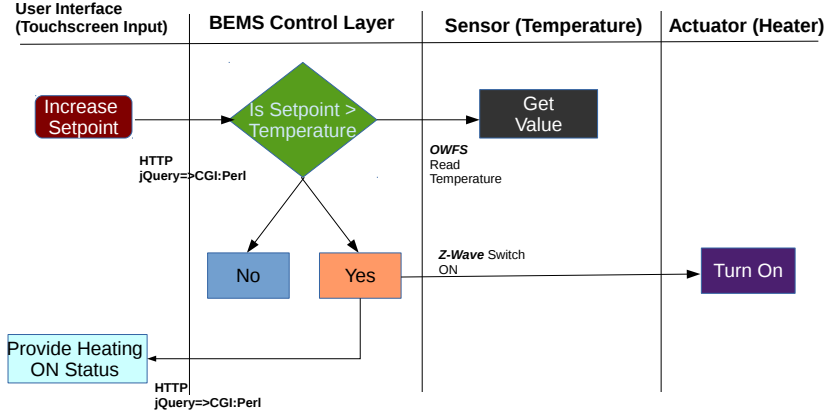 User Interface
(Touchscreen Input)
BEMS Control Layer
Sensor (Temperature)
Actuator (Heater)
Increase
Setpoint
Is Setpoint >
Temperature
Get
Value
HTTP
jQuery=>CGI:Perl
OWFS
Read
Temperature
No
Yes
Z-Wave Switch
ON
Turn On
Provide Heating
ON Status
HTTP
jQuery=>CGI:Perl